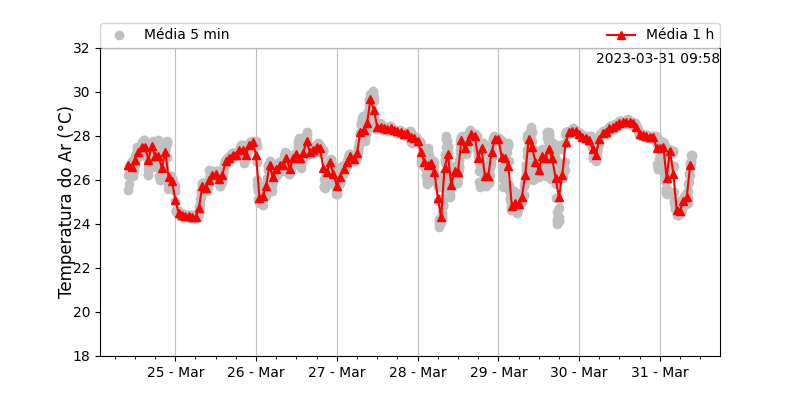 Média 5 min
Média 1 h
2023-03-31 09:58
Temperatura do Ar (°C)
32
30
28
26
24
22
20
18
25 - Mar
26 - Mar
27 - Mar
28 - Mar
29 - Mar
30 - Mar
31 - Mar